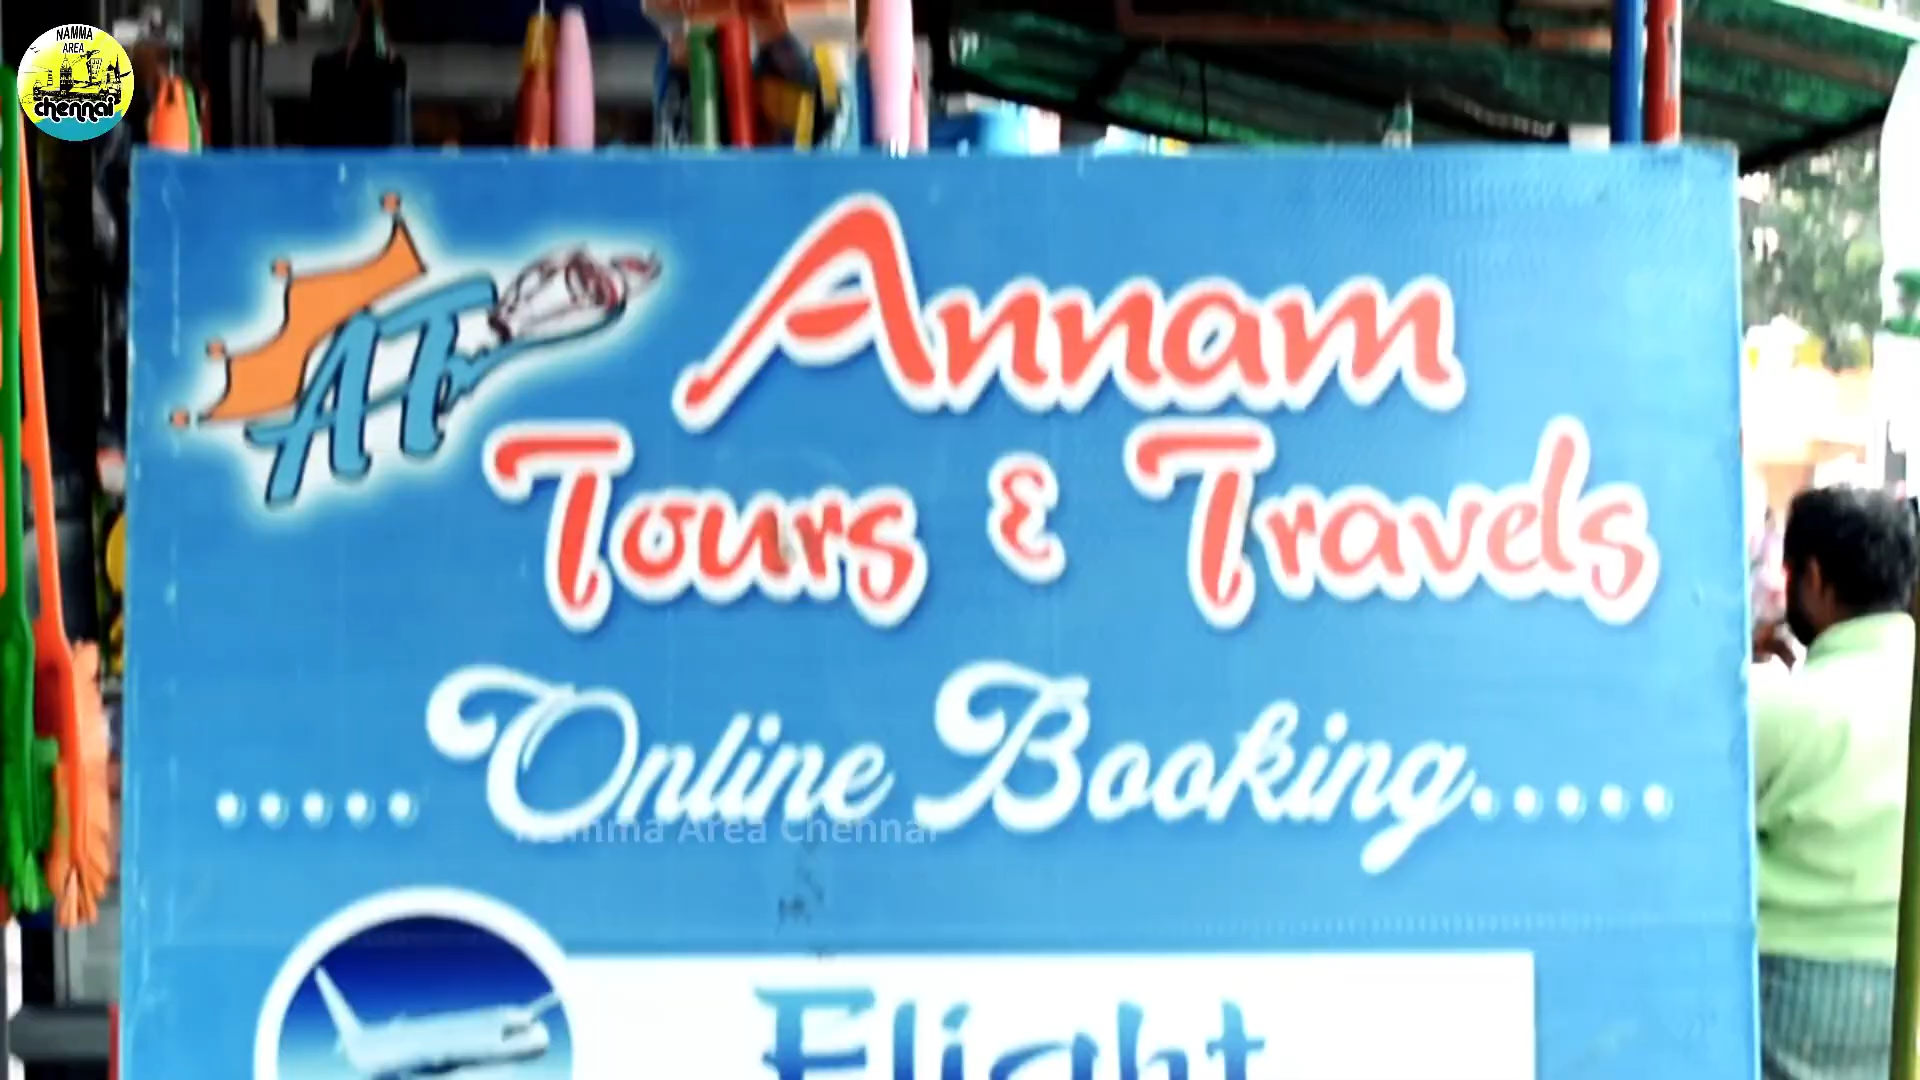 NAMMA
AREA
chennai
AT
Annam
Tours & Travels
.....Online Booking.....
Namma Area Chennai
Flight